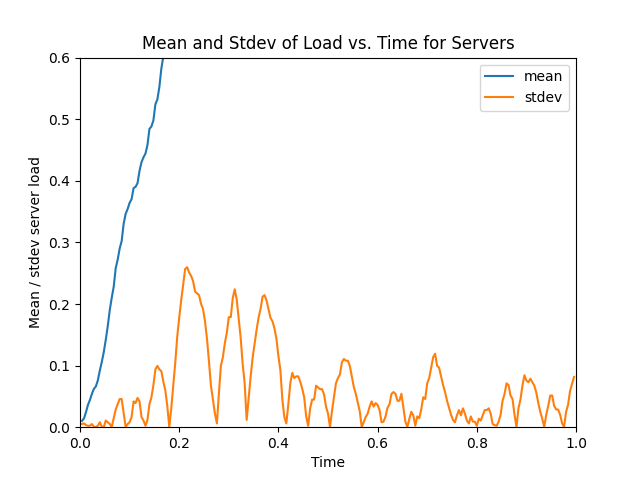 Mean and Stdev of Load vs. Time for Servers
mean
stdev
Mean / stdev server load
0.6
0.5
0.4
0.3
0.2
0.1
0.0
0.0 0.2 0.4 0.6 0.8 1.0
Time